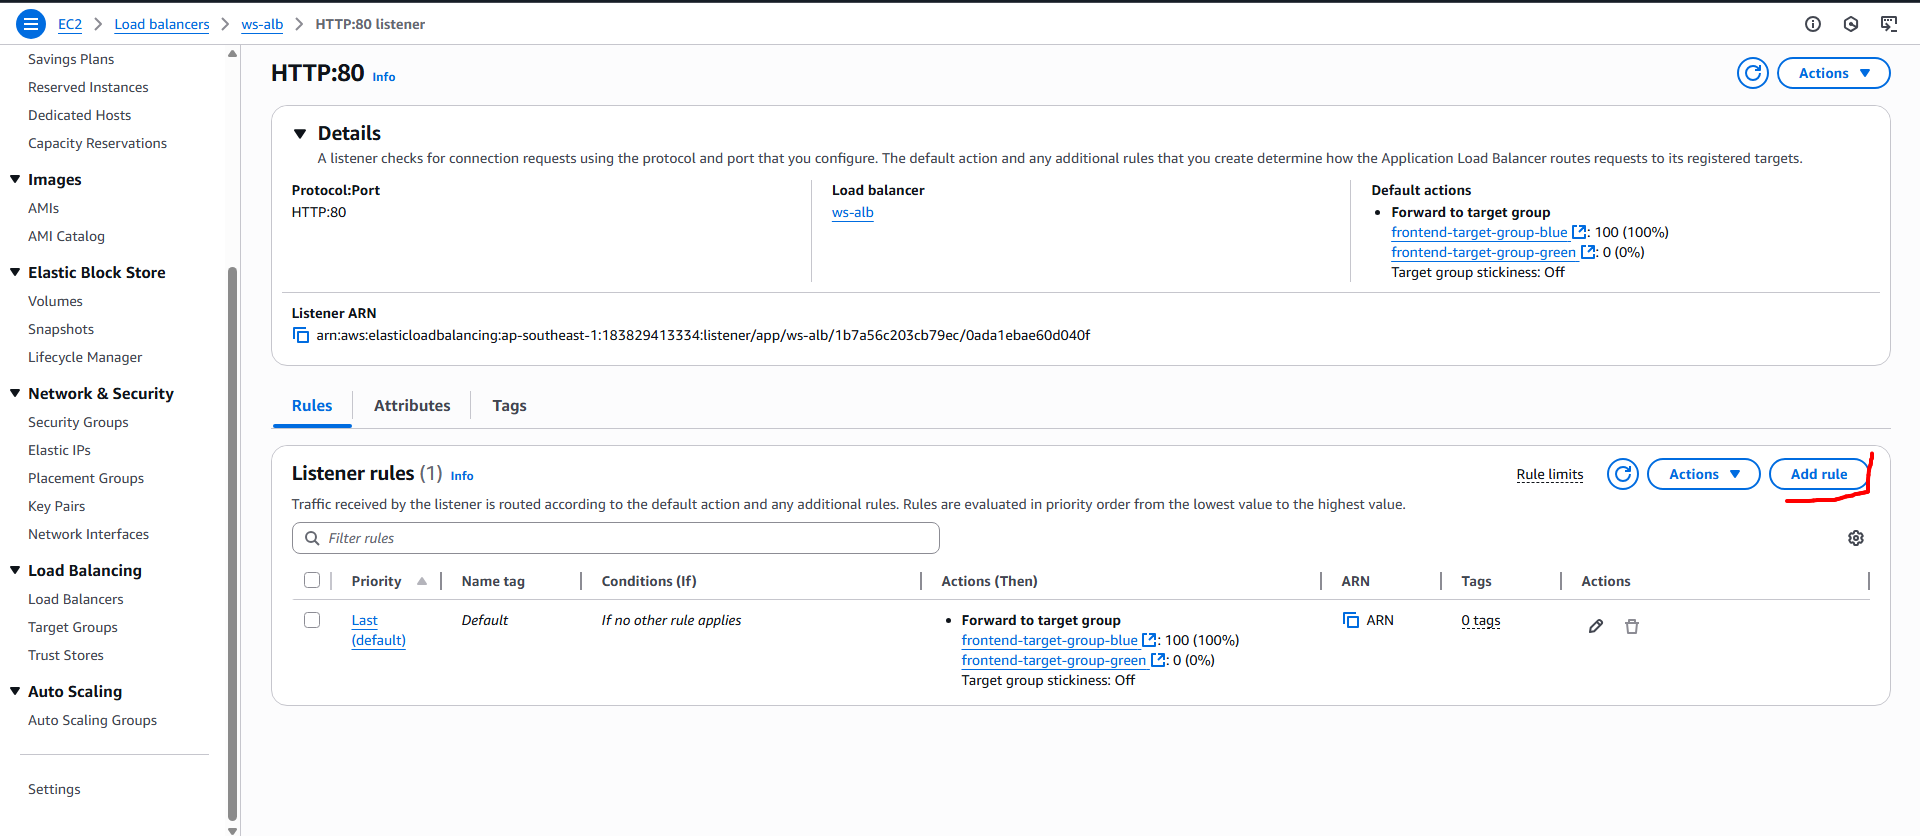 EC2 > Load balancers > ws-alb > HTTP:80 listener
Savings Plans
Reserved Instances
Dedicated Hosts
Capacity Reservations
Images
AMIs
AMI Catalog
Elastic Block Store
Volumes
Snapshots
Lifecycle Manager
Network & Security
Security Groups
Elastic IPs
Placement Groups
Key Pairs
Network Interfaces
Load Balancing
Load Balancers
Target Groups
Trust Stores
Auto Scaling
Auto Scaling Groups
Settings
HTTP:80 Info
Actions
Details
A listener checks for connection requests using the protocol and port that you configure. The default action and any additional rules that you create determine how the Application Load Balancer routes requests to its registered targets.
Protocol:Port
HTTP:80
Load balancer
ws-alb
Default actions
• Forward to target group
frontend-target-group-blue : 100 (100%)
frontend-target-group-green : 0 (0%)
Target group stickiness: Off
Listener ARN
arn:aws:elasticloadbalancing:ap-southeast-1:183829413334:listener/app/ws-alb/1b7a56c203cb79ec/0ada1ebae60d040f
Rules Attributes Tags
Listener rules (1) Info
Rule limits Actions Add rule
Traffic received by the listener is routed according to the default action and any additional rules. Rules are evaluated in priority order from the lowest value to the highest value.
Filter rules
Priority Name tag Conditions (If) Actions (Then) ARN Tags Actions
Last (default)
Default
If no other rule applies
• Forward to target group
frontend-target-group-blue : 100 (100%)
frontend-target-group-green : 0 (0%)
Target group stickiness: Off
ARN
0 tags